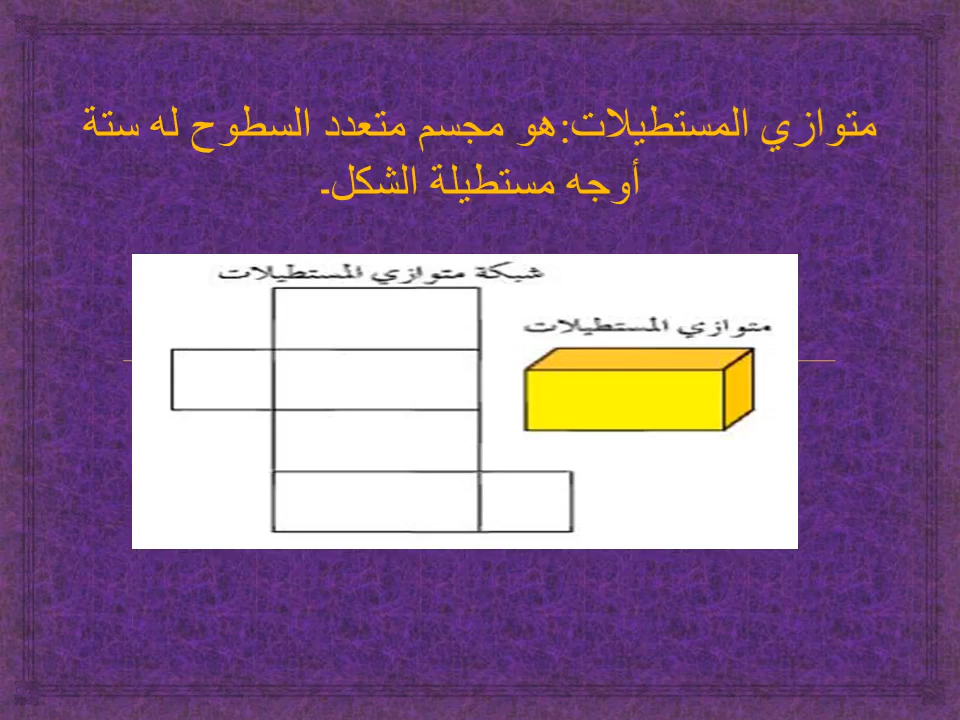 متوازي المستطيلات:هو مجسم متعدد السطوح له ستة
أوجه مستطيلة الشكل۔
شبكة متوازي المستطيلات
متوازي المستطيلات